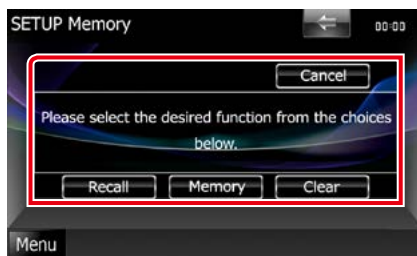 SETUP Memory 00:00
Cancel
Please select the desired function from the choices
below.
Recall Memory Clear
Menu